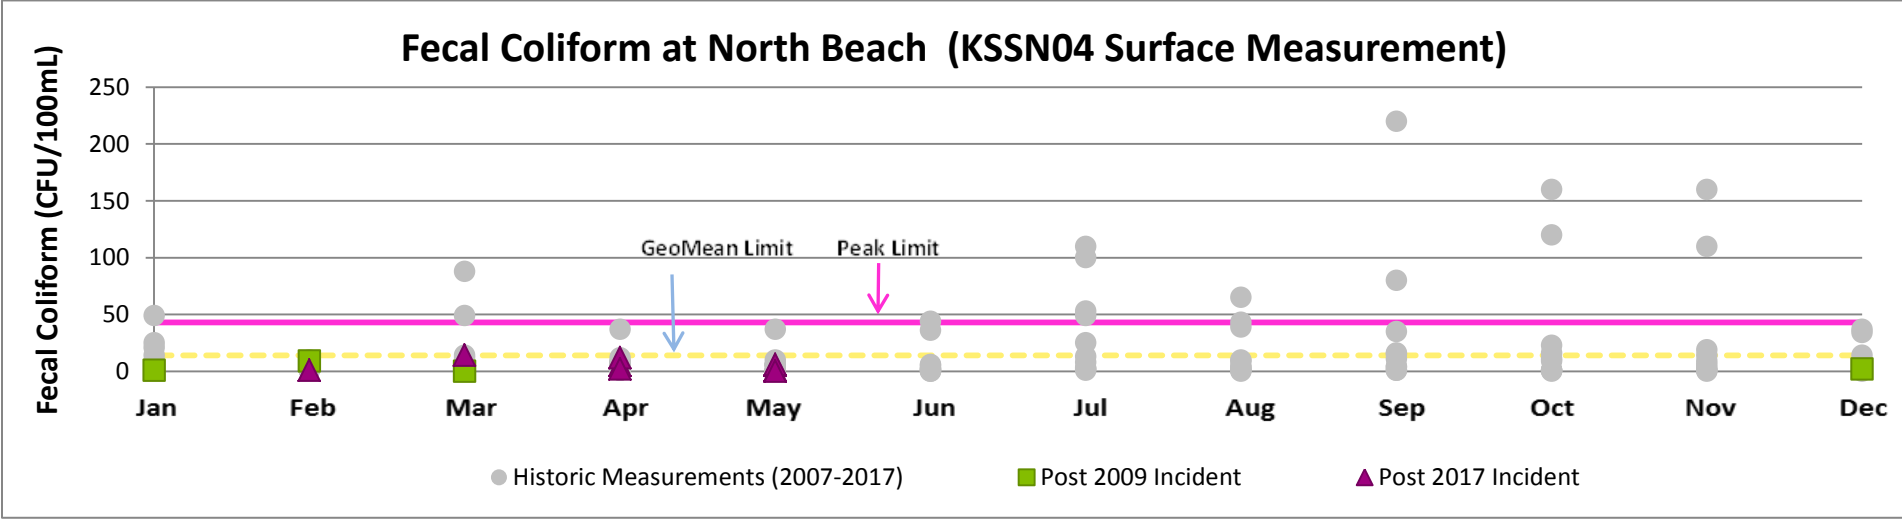 Fecal Coliform at North Beach (KSSN04 Surface Measurement)
Fecal Coliform (CFU/100mL)
250
200
150
100
50
0
GeoMean Limit
Peak Limit
Jan Feb Mar Apr May Jun Jul Aug Sep Oct Nov Dec
Historic Measurements (2007-2017) Post 2009 Incident Post 2017 Incident